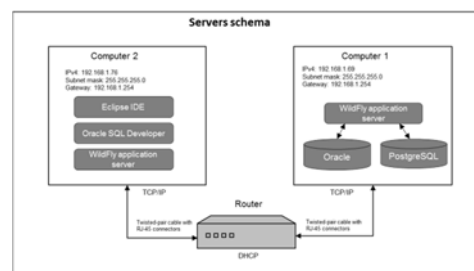 Servers schema
Computer 2
IPv4: 192.168.1.76
Subnet mask: 255.255.255.0
Gateway: 192.168.1.254
Eclipse IDE
Oracle SQL Developer
WildFly application
server
TCP/IP
Computer 1
IPv4: 192.168.1.69
Subnet mask: 255.255.255.0
Gateway: 192.168.1.254
WildFly application
server
Oracle
PostgreSQL
TCP/IP
Router
Twisted-pair cable with
RJ-45 connectors
Twisted-pair cable with
RJ-45 connectors
DHCP